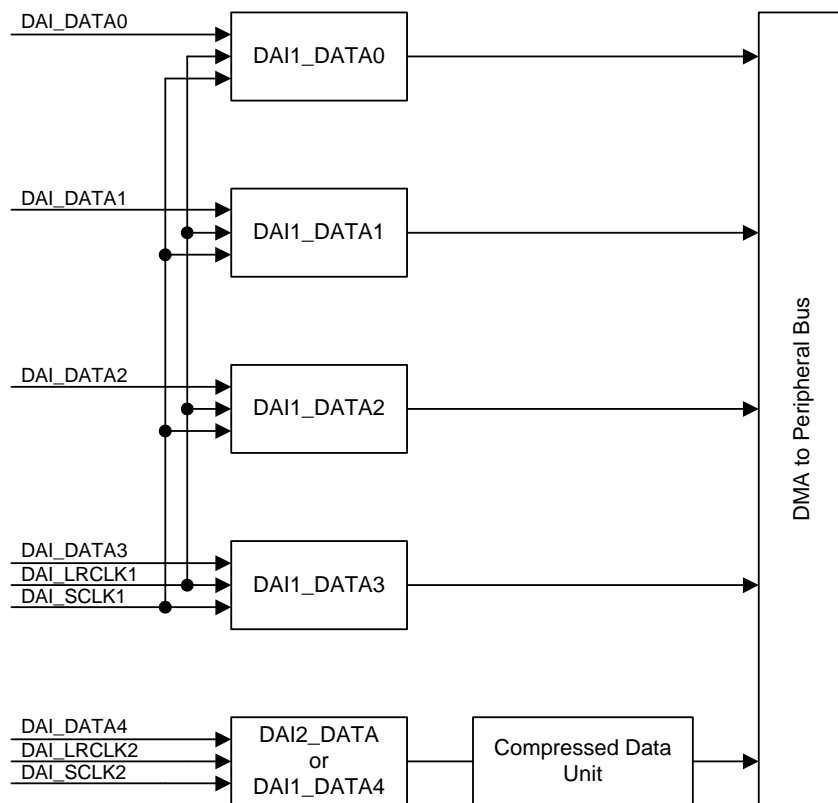 DAI_DATA0
DAI1_DATA0
DAI_DATA1
DAI1_DATA1
DAI_DATA2
DAI1_DATA2
DAI_DATA3
DAI_LRCLK1
DAI_SCLK1
DAI1_DATA3
DAI_DATA4
DAI_LRCLK2
DAI_SCLK2
DAI2_DATA
or
DAI1_DATA4
Compressed Data
Unit
DMA to Peripheral Bus